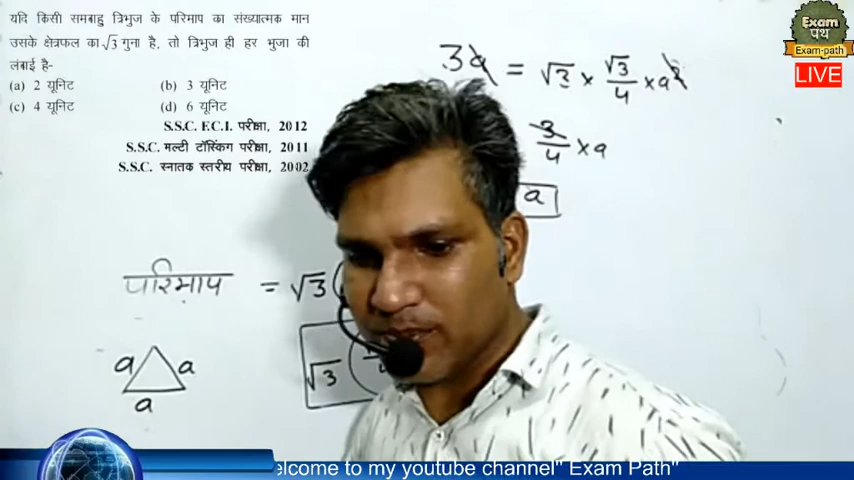 यदि किसी समबाहु त्रिभुज के परिमाप का संख्यात्मक मान
उसके क्षेत्रफल का √3 गुना है, तो त्रिभुज ही हर भुजा की
लंबाई है-
(a) 2 यूनिट (b) 3 यूनिट
(c) 4 यूनिट (d) 6 यूनिट
S.S.C. F.C.I. परीक्षा, 2012
S.S.C. मल्टी टॉस्किंग परीक्षा, 2011
S.S.C. स्नातक स्तरीय परीक्षा, 2002
3a = √3 × √3/4 × a²
3/4 × a
a
परिमाप = √3 (
√3 (
a a
a
Exam
पथ
Exam-path
LIVE
elcome to my youtube channel" Exam Path"